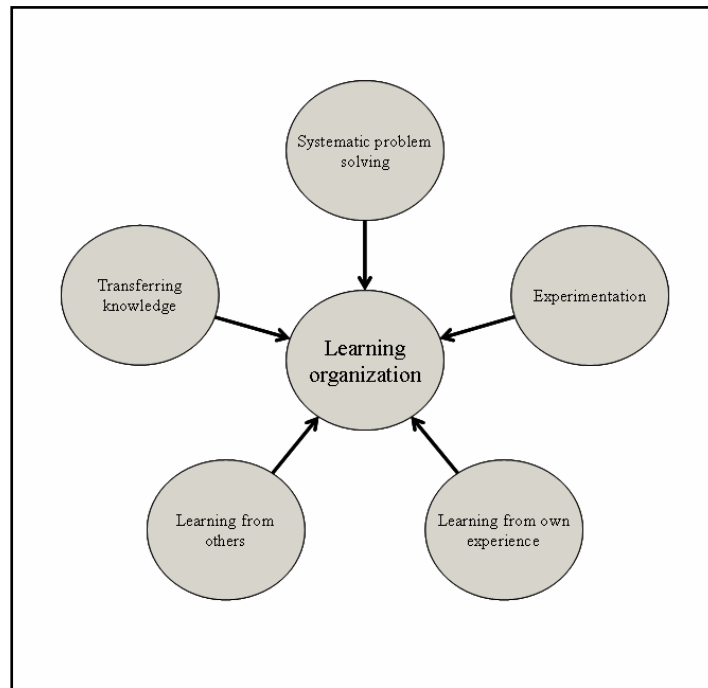 Systematic problem
solving
Transferring
knowledge
Experimentation
Learning
organization
Learning from
others
Learning from own
experience